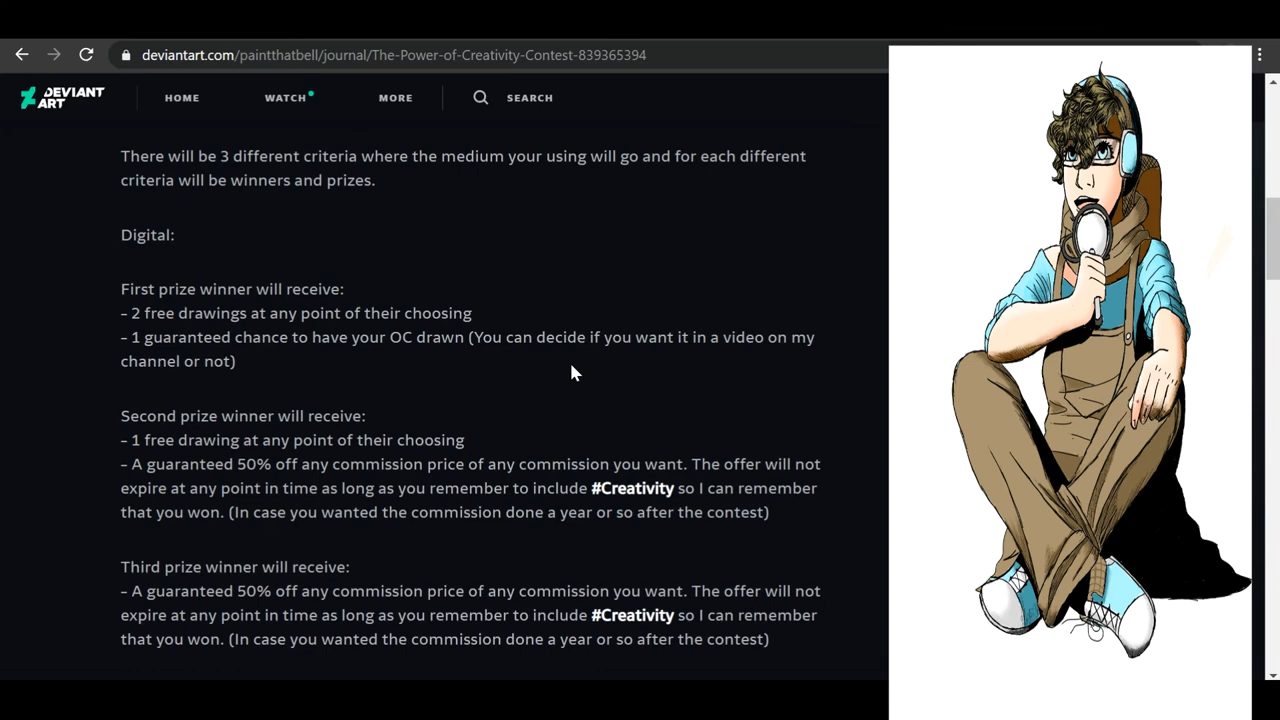 deviantart.com/paintthatbell/journal/The-Power-of-Creativity-Contest-839365394
DEVIANT
ART
HOME
WATCH
MORE
SEARCH
There will be 3 different criteria where the medium your using will go and for each different
criteria will be winners and prizes.
Digital:
First prize winner will receive:
- 2 free drawings at any point of their choosing
- 1 guaranteed chance to have your OC drawn (You can decide if you want it in a video on my
channel or not)
Second prize winner will receive:
- 1 free drawing at any point of their choosing
- A guaranteed 50% off any commission price of any commission you want. The offer will not
expire at any point in time as long as you remember to include #Creativity so I can remember
that you won. (In case you wanted the commission done a year or so after the contest)
Third prize winner will receive:
- A guaranteed 50% off any commission price of any commission you want. The offer will not
expire at any point in time as long as you remember to include #Creativity so I can remember
that you won. (In case you wanted the commission done a year or so after the contest)